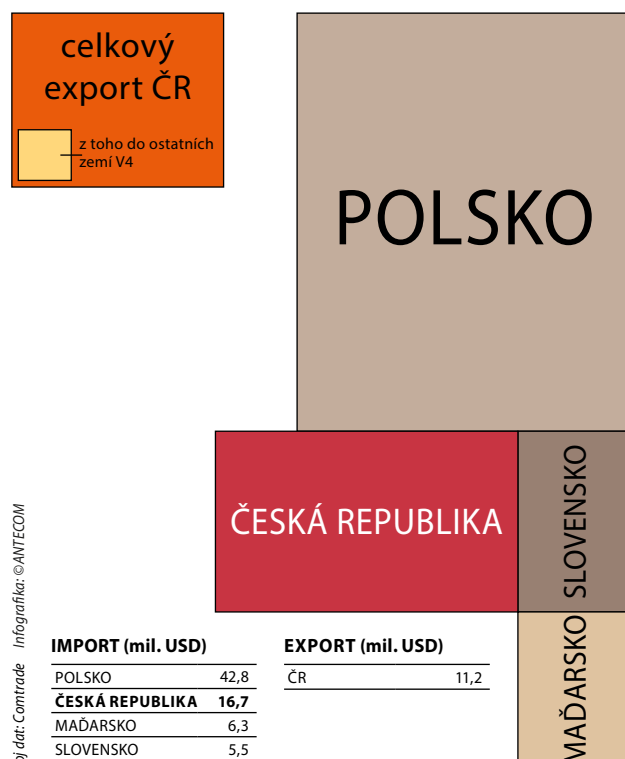 celkový
export ČR
z toho do ostatních
zemí V4
POLSKO
ČESKÁ REPUBLIKA
SLOVENSKO
MAĎARSKO
IMPORT (mil. USD)
POLSKO 42,8
ČESKÁ REPUBLIKA 16,7
MAĎARSKO 6,3
SLOVENSKO 5,5
EXPORT (mil. USD)
ČR 11,2
dat: Comtrade Infografika: ©ANTECOM